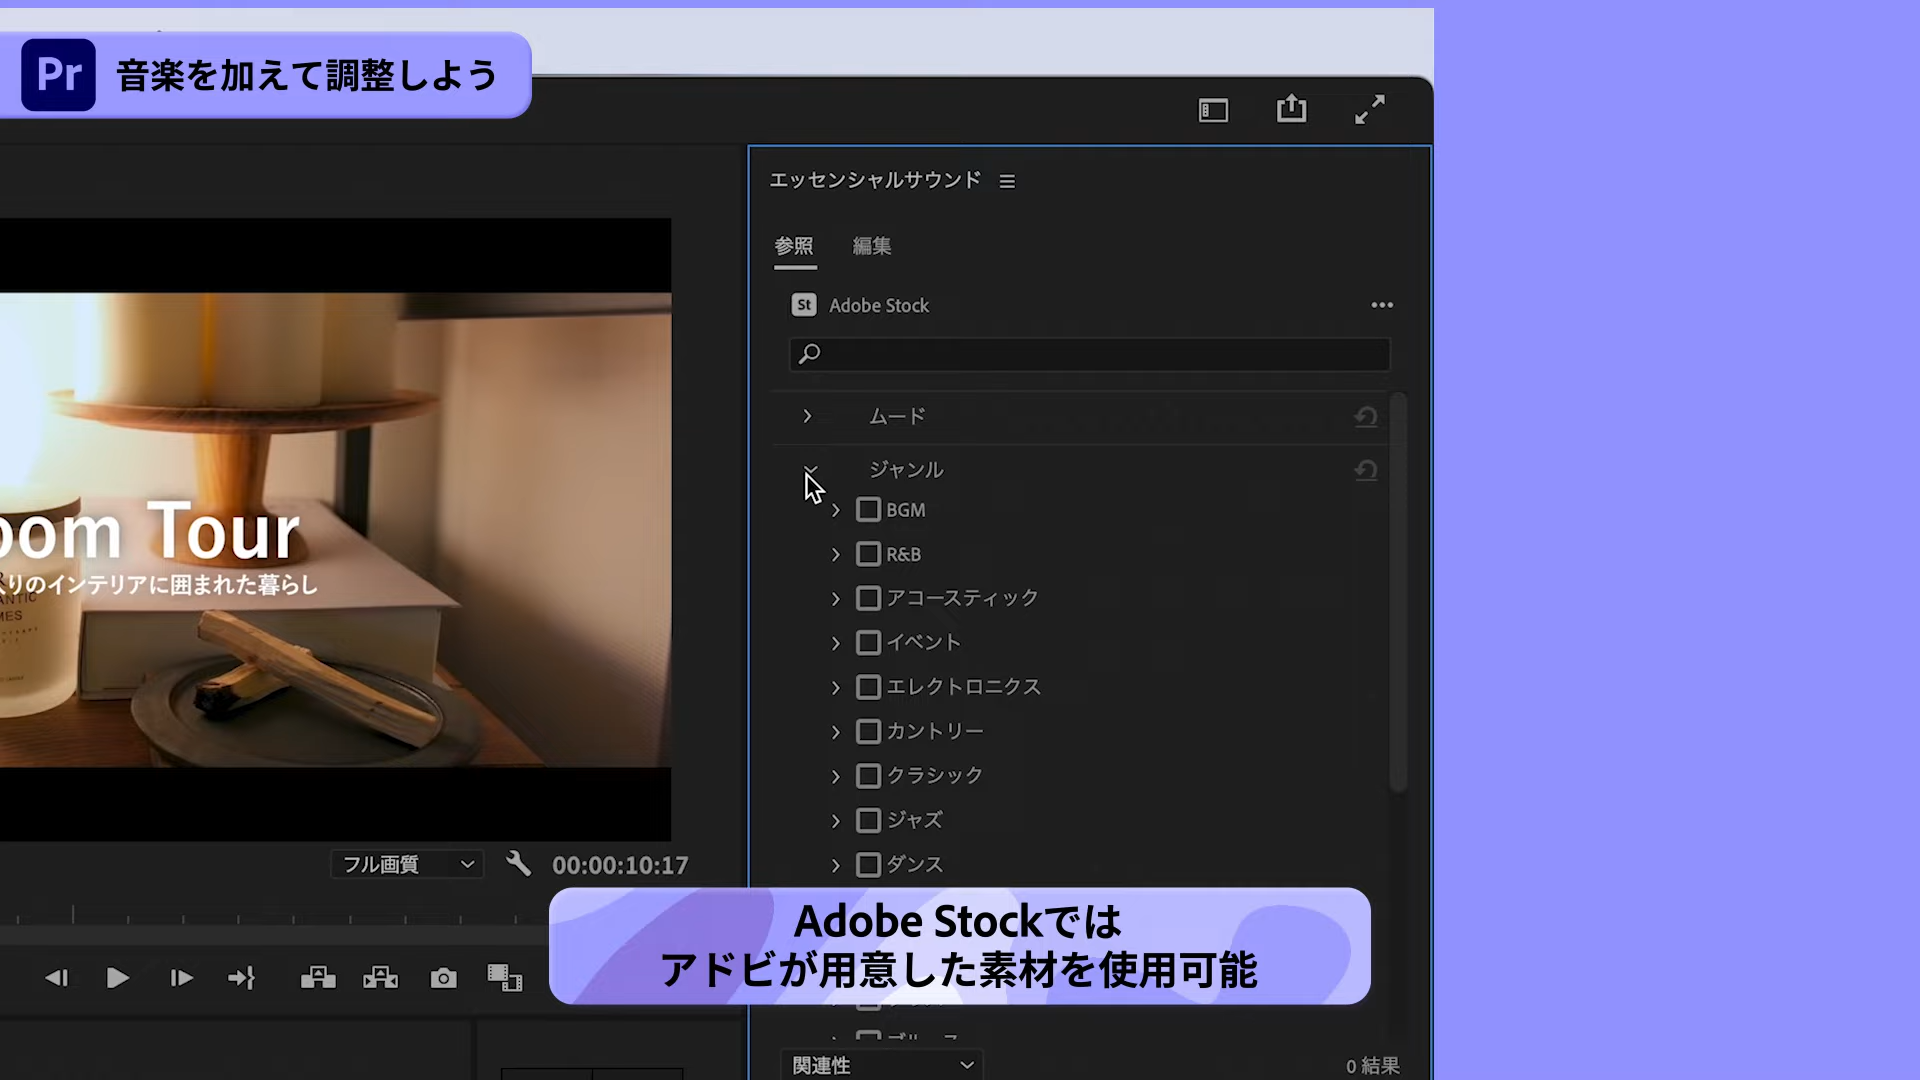 Pr 音楽を加えて調整しよう
エッセンシャルサウンド
参照 編集
St Adobe Stock
ムード
ジャンル
BGM
R&B
アコースティック
イベント
エレクトロニクス
カントリー
クラシック
ジャズ
ダンス
oom Tour
りのインテリアに囲まれた暮らし
フル画質 00:00:10:17
Adobe Stockでは
アドビが用意した素材を使用可能
関連性 0 結果